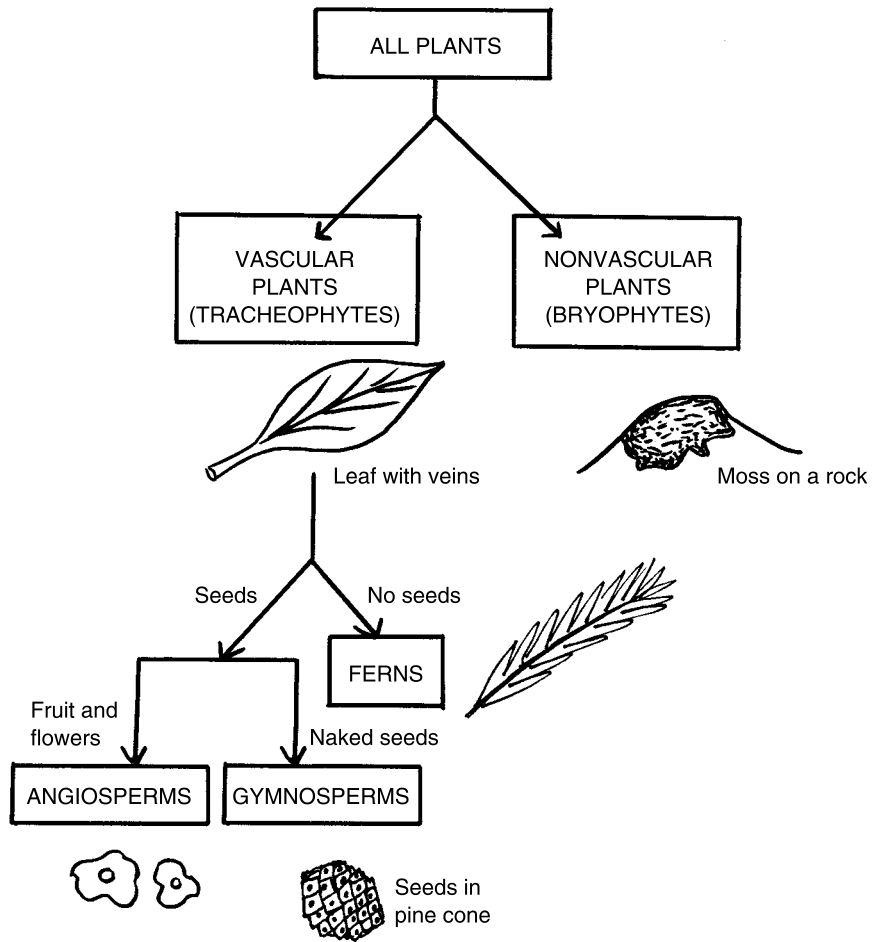 ALL PLANTS
VASCULAR
PLANTS
(TRACHEOPHYTES)
NONVASCULAR
PLANTS
(BRYOPHYTES)
Leaf with veins
Moss on a rock
Seeds
No seeds
FERNS
Fruit and
flowers
Naked seeds
ANGIOSPERMS
GYMNOSPERMS
Seeds in
pine cone